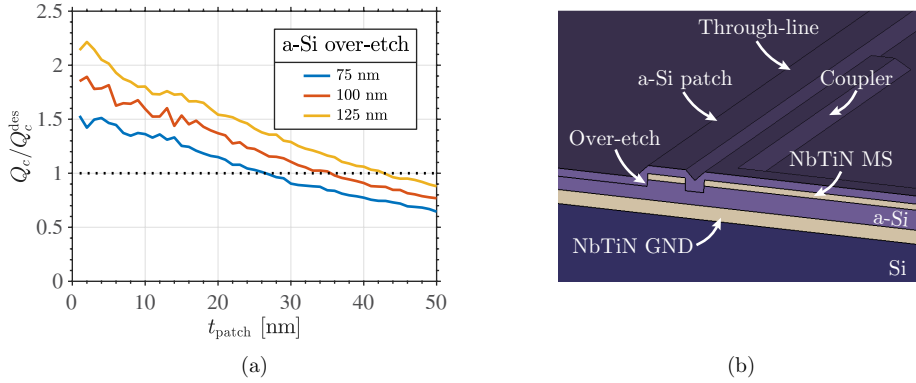 2.5
2
1.5
1
0.5
0
0
10
20
30
40
50
Q_c/Q_c^des
t_patch [nm]
a-Si over-etch
75 nm
100 nm
125 nm
(a)
Through-line
a-Si patch
Coupler
Over-etch
NbTiN MS
a-Si
NbTiN GND
Si
(b)